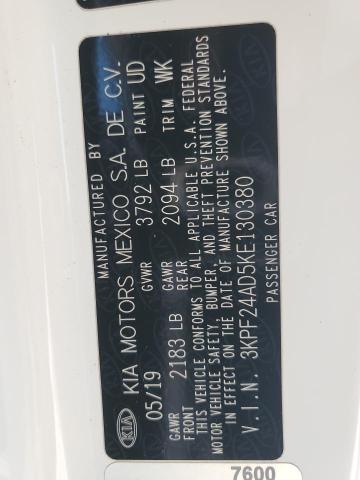 MANUFACTURED BY
KIA KIA MOTORS MEXICO S.A. DE C.V.
05/19 GVWR 3792 LB PAINT UD
GAWR FRONT 2183 LB GAWR REAR 2094 LB TRIM WK
THIS VEHICLE CONFORMS TO ALL APPLICABLE U.S.A. FEDERAL
MOTOR VEHICLE SAFETY, BUMPER, AND THEFT PREVENTION STANDARDS
IN EFFECT ON THE DATE OF MANUFACTURE SHOWN ABOVE.
V.I.N. 3KPF24AD5KE130380
PASSENGER CAR
7600